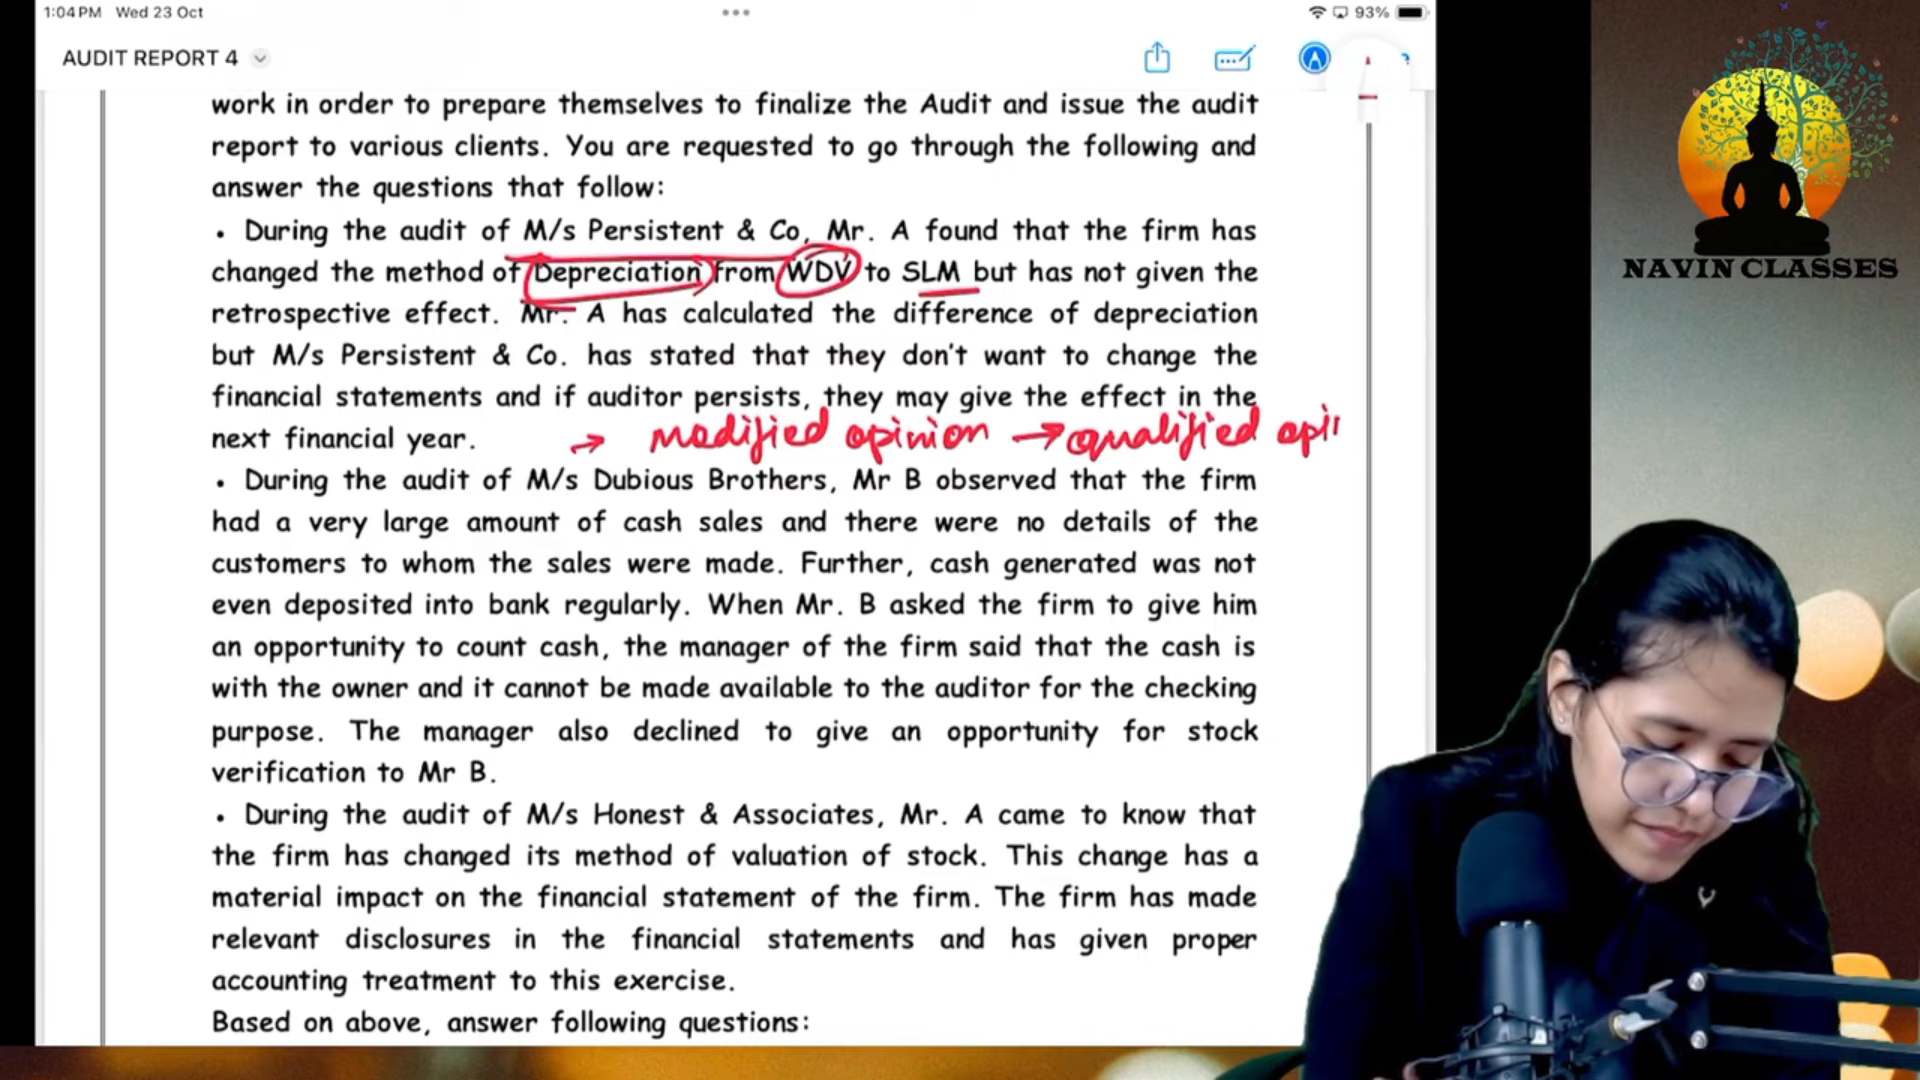 1:04 PM Wed 23 Oct
93%
AUDIT REPORT 4
work in order to prepare themselves to finalize the Audit and issue the audit
report to various clients. You are requested to go through the following and
answer the questions that follow:
• During the audit of M/s Persistent & Co, Mr. A found that the firm has
changed the method of Depreciation from WDV to SLM but has not given the
retrospective effect. Mr. A has calculated the difference of depreciation
but M/s Persistent & Co. has stated that they don't want to change the
financial statements and if auditor persists, they may give the effect in the
next financial year. → modified opinion → qualified opi
• During the audit of M/s Dubious Brothers, Mr B observed that the firm
had a very large amount of cash sales and there were no details of the
customers to whom the sales were made. Further, cash generated was not
even deposited into bank regularly. When Mr. B asked the firm to give him
an opportunity to count cash, the manager of the firm said that the cash is
with the owner and it cannot be made available to the auditor for the checking
purpose. The manager also declined to give an opportunity for stock
verification to Mr B.
• During the audit of M/s Honest & Associates, Mr. A came to know that
the firm has changed its method of valuation of stock. This change has a
material impact on the financial statement of the firm. The firm has made
relevant disclosures in the financial statements and has given proper
accounting treatment to this exercise.
Based on above, answer following questions:
NAVIN CLASSES